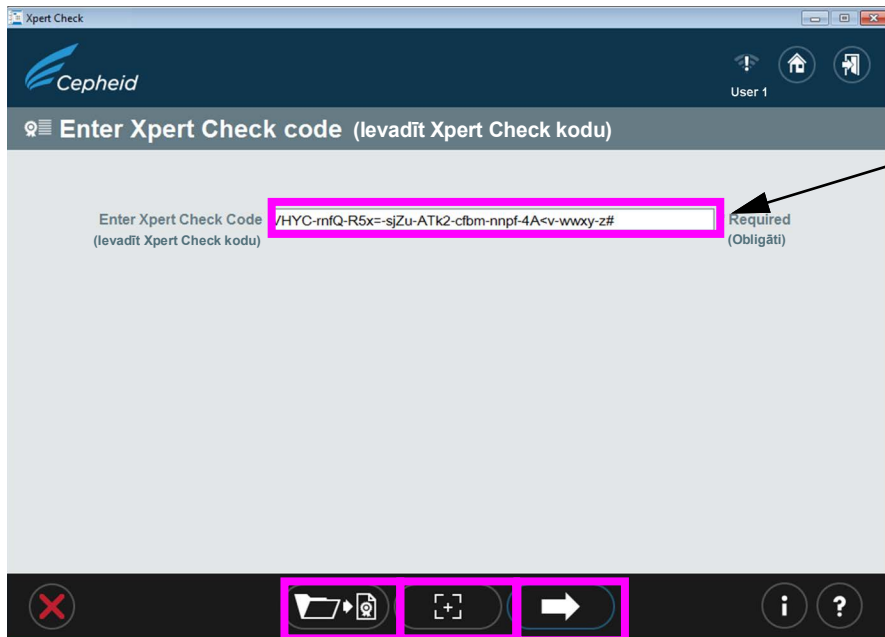 Xpert Check
Cepheid
User 1
Enter Xpert Check code (Ievadīt Xpert Check kodu)
Enter Xpert Check Code /HYC-rnfQ-R5x=-sjZu-ATk2-cfbm-nnpf-4A<v-wwxy-z# Required
(Ievadīt Xpert Check kodu) (Obligāti)
i ?